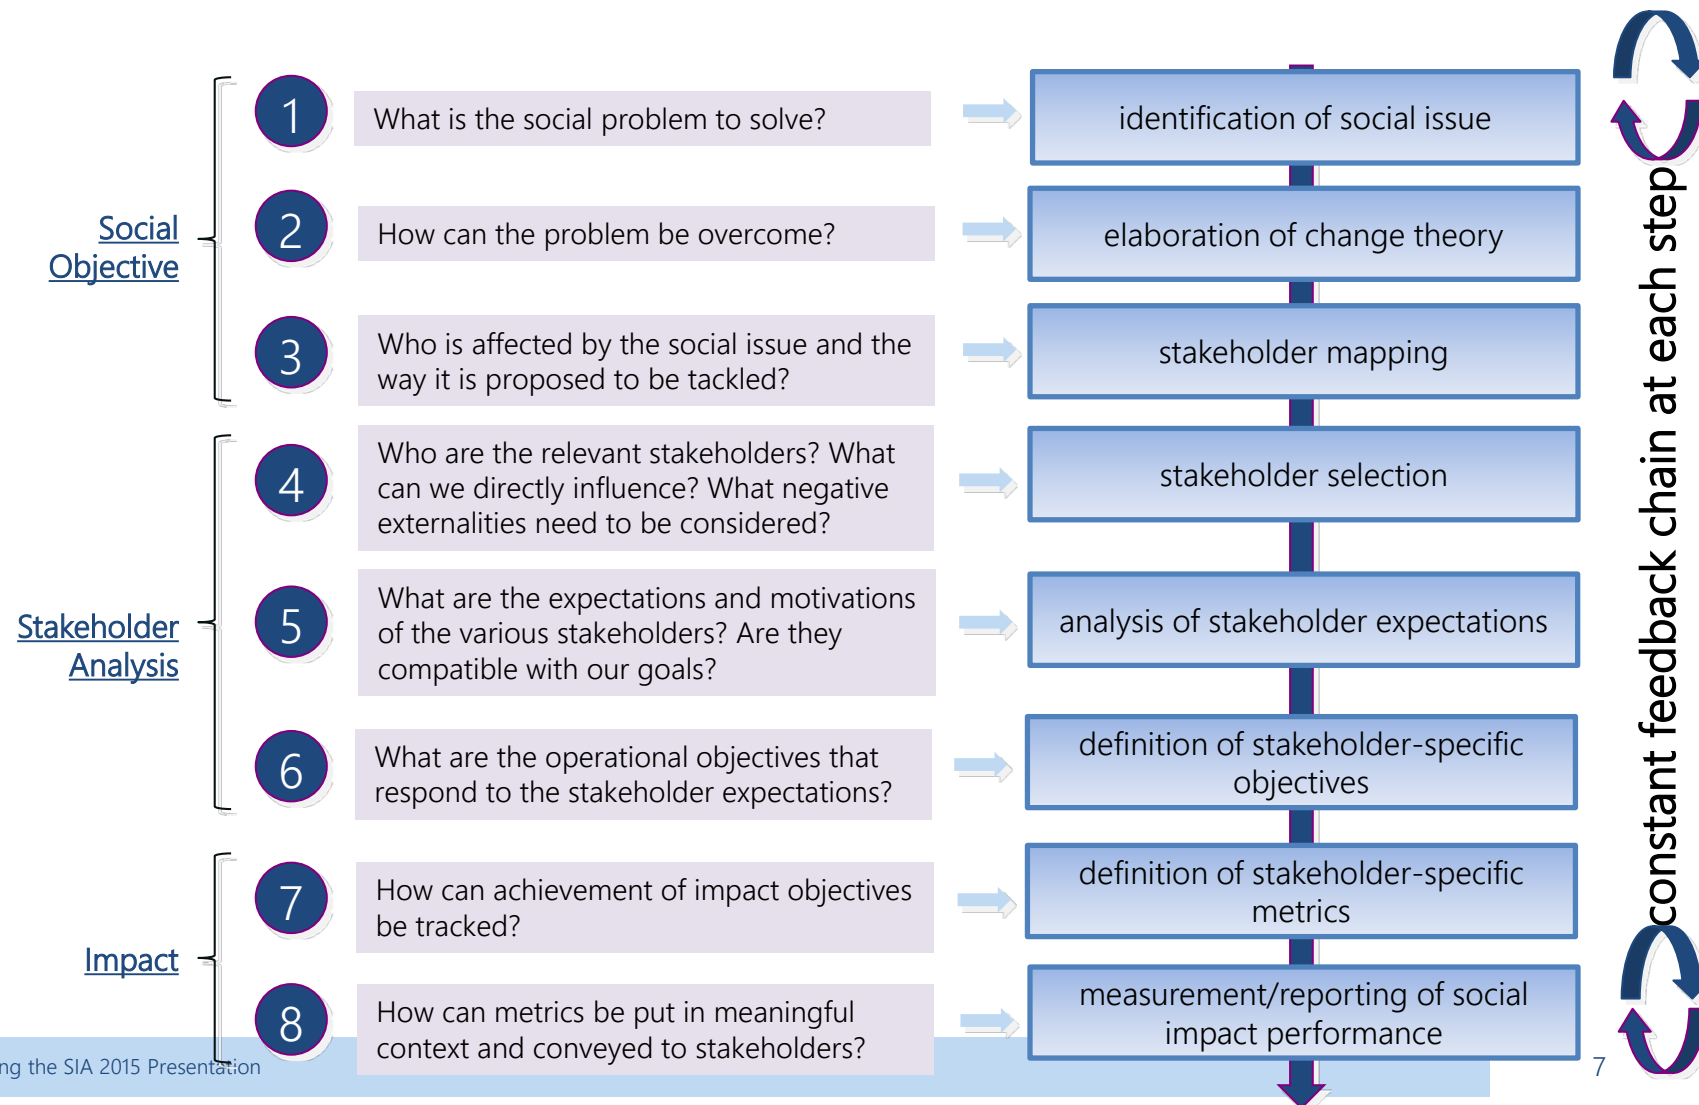 Social
Objective
1
What is the social problem to solve?
identification of social issue
2
How can the problem be overcome?
elaboration of change theory
3
Who is affected by the social issue and the
way it is proposed to be tackled?
stakeholder mapping
Stakeholder
Analysis
4
Who are the relevant stakeholders? What
can we directly influence? What negative
externalities need to be considered?
stakeholder selection
5
What are the expectations and motivations
of the various stakeholders? Are they
compatible with our goals?
analysis of stakeholder expectations
6
What are the operational objectives that
respond to the stakeholder expectations?
definition of stakeholder-specific
objectives
Impact
7
How can achievement of impact objectives
be tracked?
definition of stakeholder-specific
metrics
8
How can metrics be put in meaningful
context and conveyed to stakeholders?
measurement/reporting of social
impact performance
constant feedback chain at each step
the SIA 2015 Presentation
7